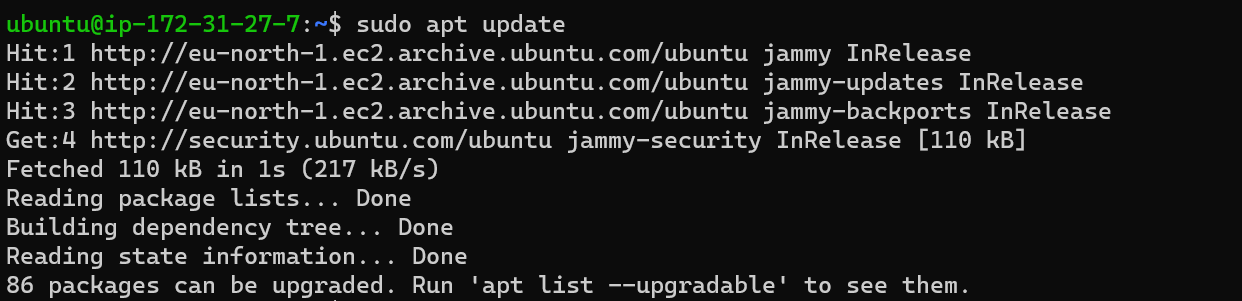 ubuntu@ip-172-31-27-7:~$ sudo apt update
Hit:1 http://eu-north-1.ec2.archive.ubuntu.com/ubuntu jammy InRelease
Hit:2 http://eu-north-1.ec2.archive.ubuntu.com/ubuntu jammy-updates InRelease
Hit:3 http://eu-north-1.ec2.archive.ubuntu.com/ubuntu jammy-backports InRelease
Get:4 http://security.ubuntu.com/ubuntu jammy-security InRelease [110 kB]
Fetched 110 kB in 1s (217 kB/s)
Reading package lists... Done
Building dependency tree... Done
Reading state information... Done
86 packages can be upgraded. Run 'apt list --upgradable' to see them.